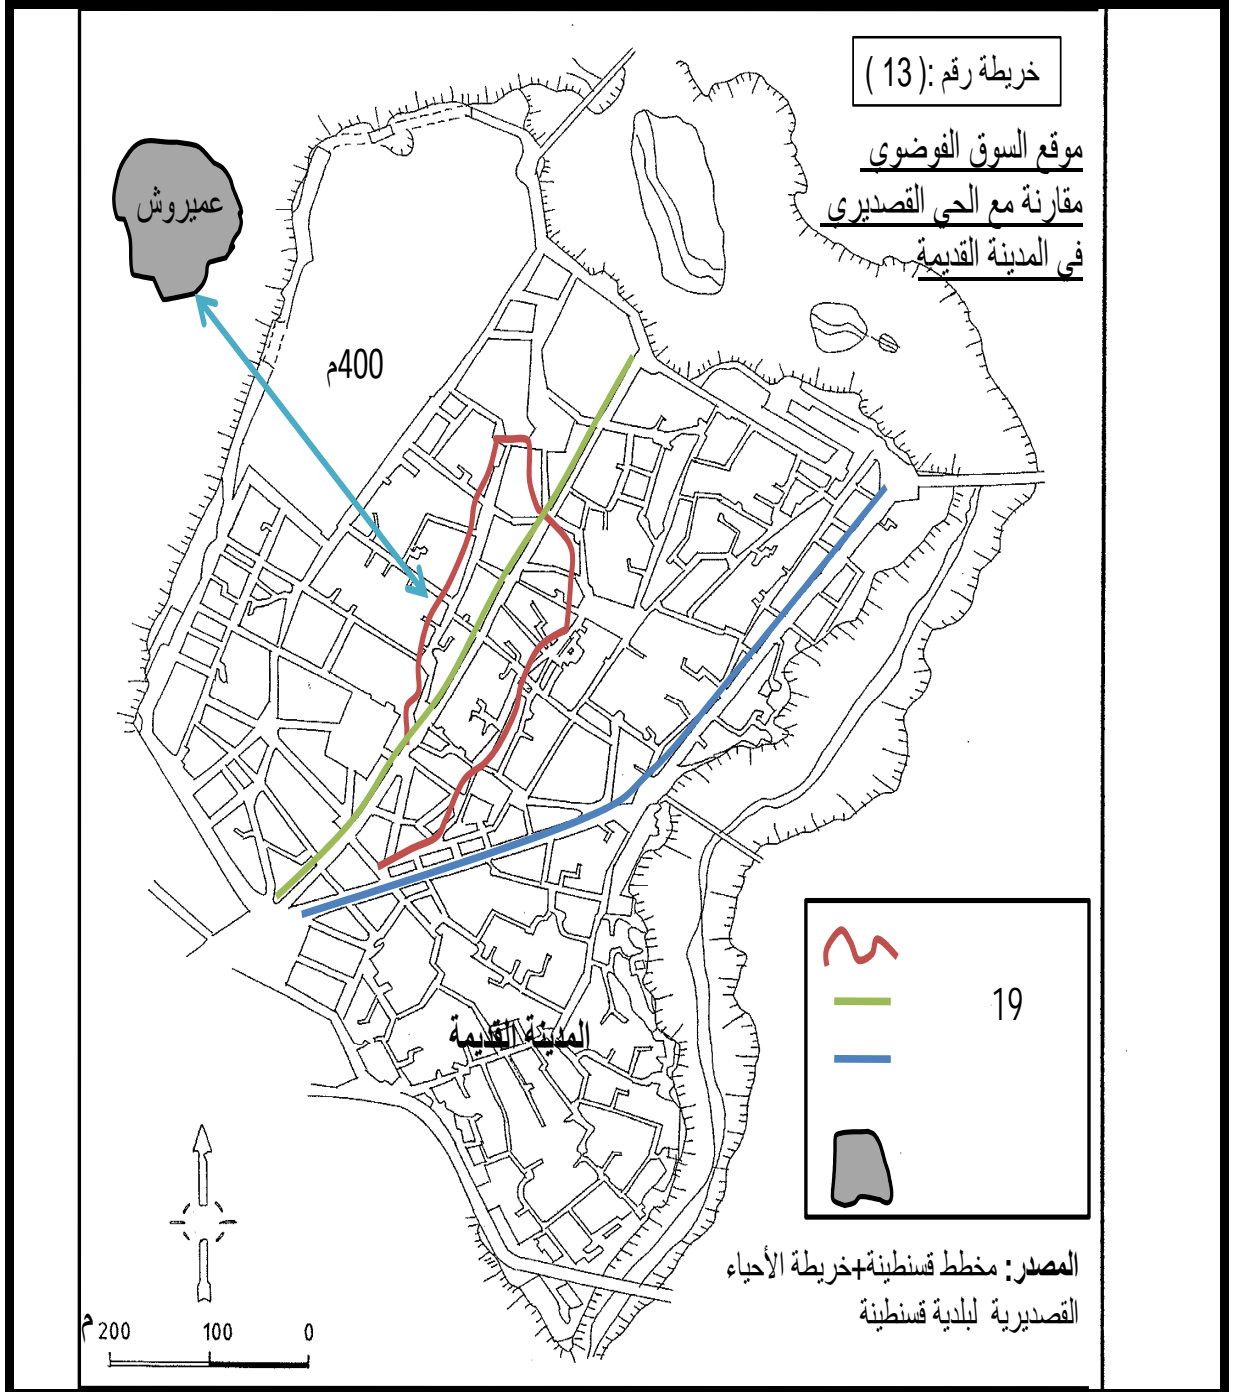 خريطة رقم :( 13 )
موقع السوق الفوضوي
مقارنة مع الحي القصديري
في المدينة القديمة
عميروش
400م
19
المدينة القديمة
المصدر: مخطط قسنطينة+خريطة الأحياء
القصديرية لبلدية قسنطينة
م 200 100 0